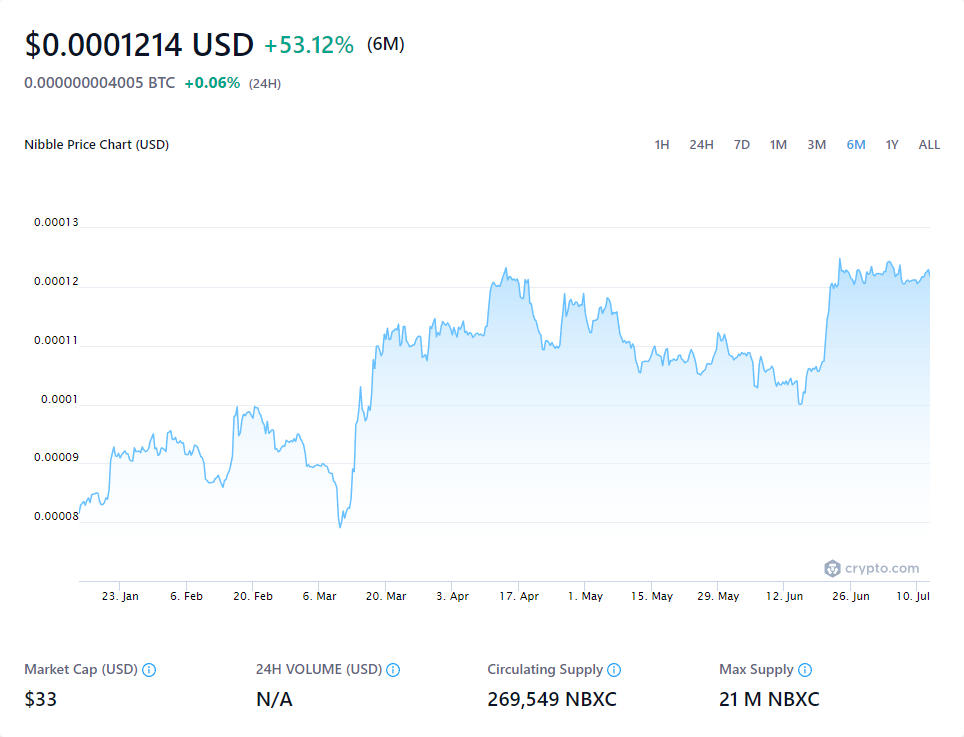 $0.0001214 USD +53.12% (6M)
0.000000004005 BTC +0.06% (24H)
Nibble Price Chart (USD) 1H 24H 7D 1M 3M 6M 1Y ALL
0.00013
0.00012
0.00011
0.0001
0.00009
0.00008
crypto.com
23. Jan 6. Feb 20. Feb 6. Mar 20. Mar 3. Apr 17. Apr 1. May 15. May 29. May 12. Jun 26. Jun 10. Jul
Market Cap (USD) 24H VOLUME (USD) Circulating Supply Max Supply
$33 N/A 269,549 NBXC 21 M NBXC